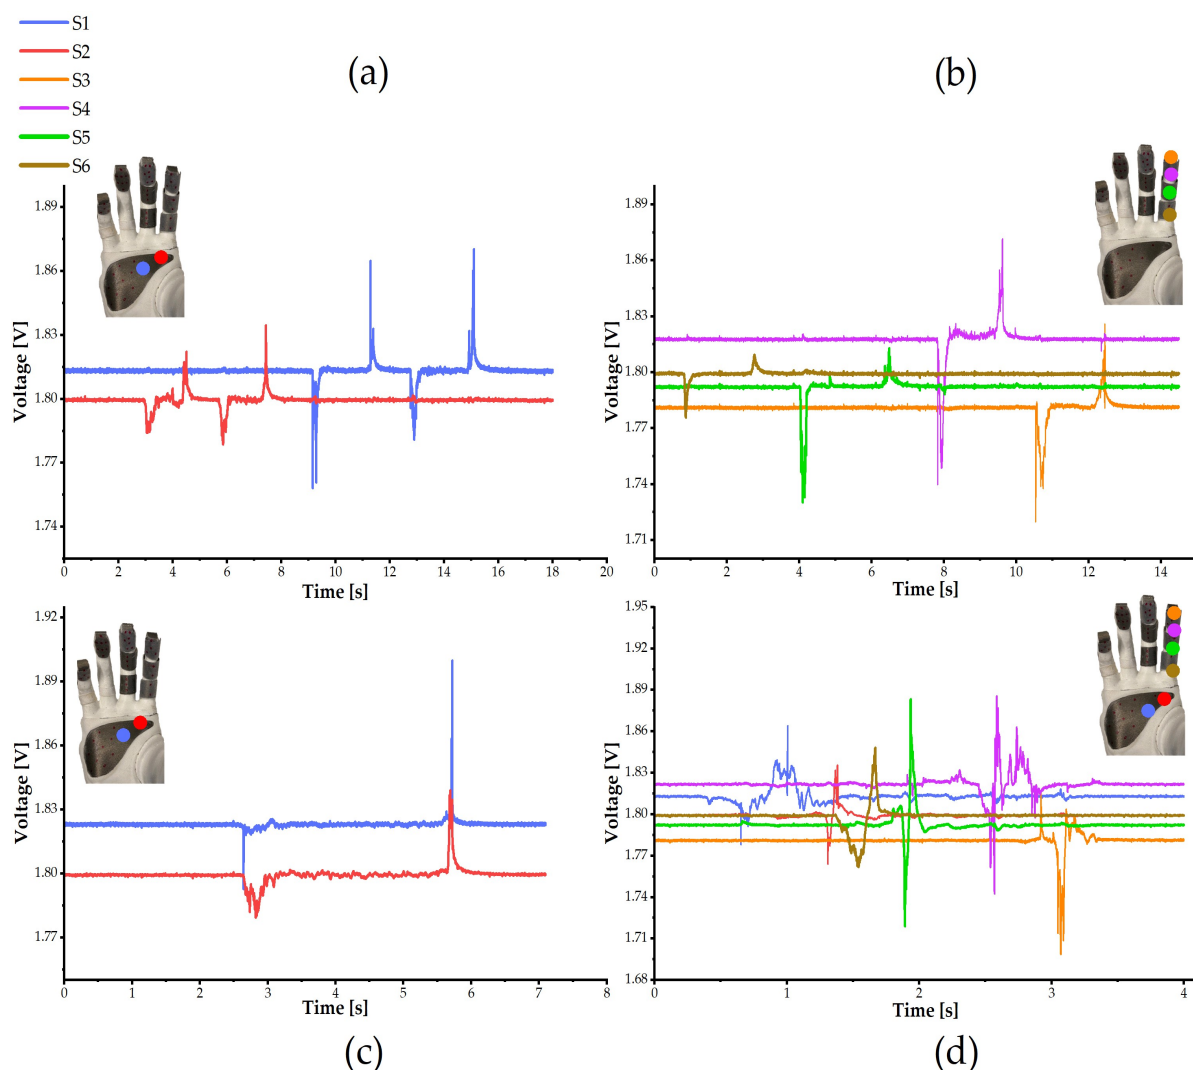 S1
S2
S3
S4
S5
S6
(a)
1.89
1.86
1.83
1.80
1.77
1.74
Voltage [V]
0 2 4 6 8 10 12 14 16 18 20
Time [s]
(b)
1.89
1.86
1.83
1.80
1.77
1.74
1.71
Voltage [V]
0 2 4 6 8 10 12 14
Time [s]
1.92
1.89
1.86
1.83
1.80
1.77
Voltage [V]
0 1 2 3 4 5 6 7 8
Time [s]
(c)
1.95
1.92
1.89
1.86
1.83
1.80
1.77
1.74
1.71
1.68
Voltage [V]
0 1 2 3 4
Time [s]
(d)